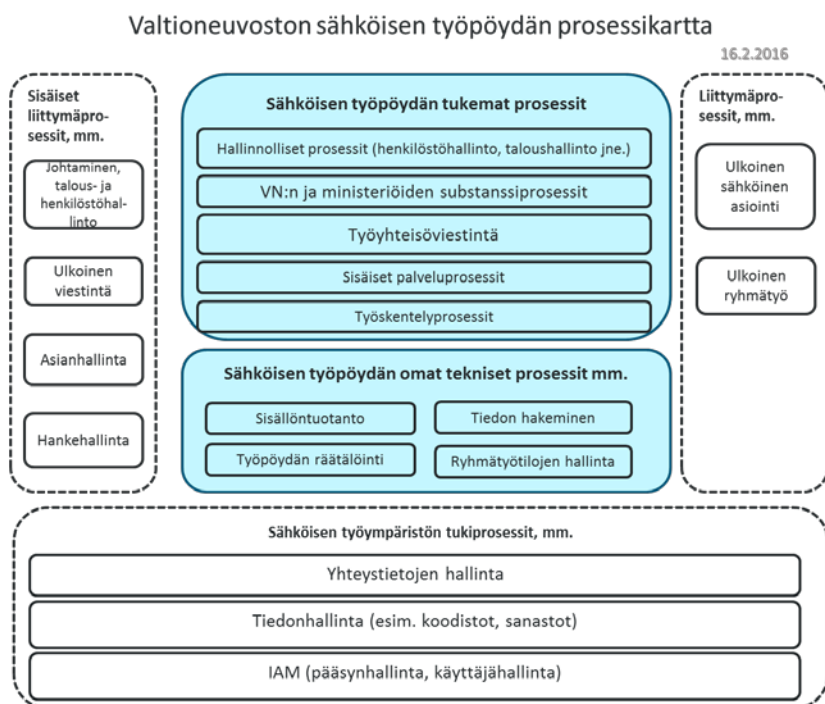 Valtioneuvoston sähköisen työpöydän prosessikartta
16.2.2016
Sisäiset
liittymäpro-
sessit, mm.
Johtaminen,
talous- ja
henkilöstöhal-
linto
Ulkoinen
viestintä
Asianhallinta
Hankehallinta
Sähköisen työpöydän tukemat prosessit
Hallinnolliset prosessit (henkilöstöhallinto, taloushallinto jne.)
VN:n ja ministeriöiden substanssiprosessit
Työyhteisöviestintä
Sisäiset palveluprosessit
Työskentelyprosessit
Sähköisen työpöydän omat tekniset prosessit mm.
Sisällöntuotanto
Tiedon hakeminen
Työpöydän räätälöinti
Ryhmätyötilojen hallinta
Liittymäpro-
sessit, mm.
Ulkoinen
sähköinen
asiointi
Ulkoinen
ryhmätyö
Sähköisen työympäristön tukiprosessit, mm.
Yhteystietojen hallinta
Tiedonhallinta (esim. koodistot, sanastot)
IAM (pääsynhallinta, käyttäjähallinta)